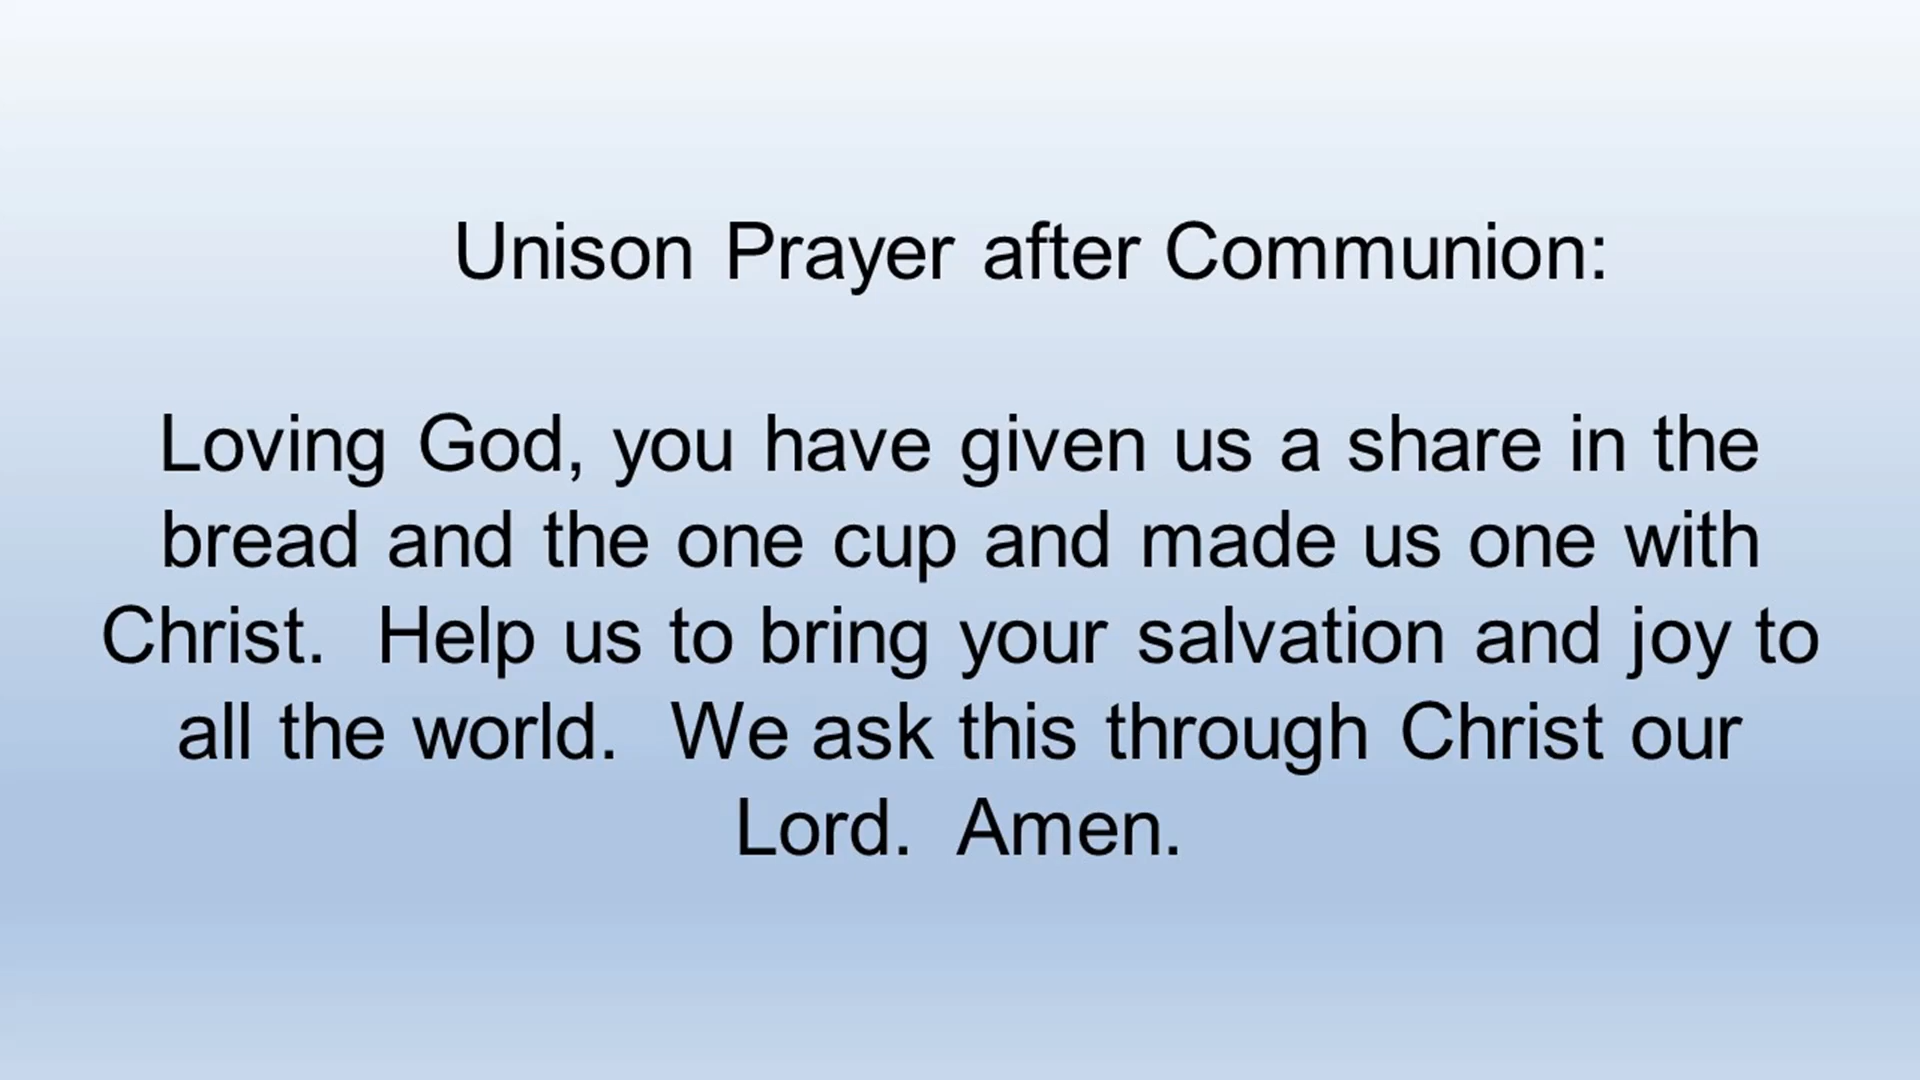 Unison Prayer after Communion:
Loving God, you have given us a share in the
bread and the one cup and made us one with
Christ.  Help us to bring your salvation and joy to
all the world.  We ask this through Christ our
Lord.  Amen.